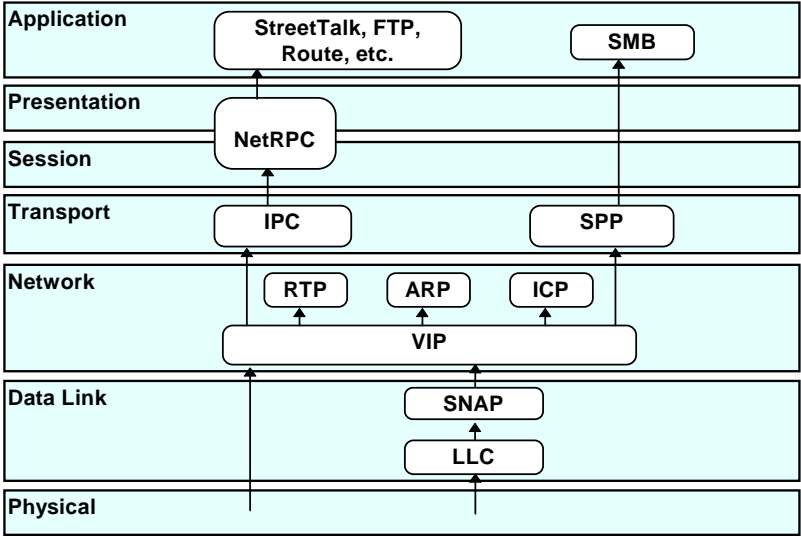 Application
StreetTalk, FTP,
Route, etc.
SMB
Presentation
NetRPC
Session
Transport
IPC
SPP
Network
RTP
ARP
ICP
VIP
Data Link
SNAP
LLC
Physical